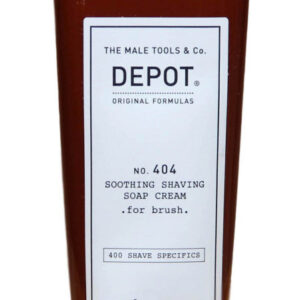 THE MALE TOOLS & Co.
DEPOT®
ORIGINAL FORMULAS
NO. 404
SOOTHING SHAVING
SOAP CREAM
.for brush.
400 SHAVE SPECIFICS